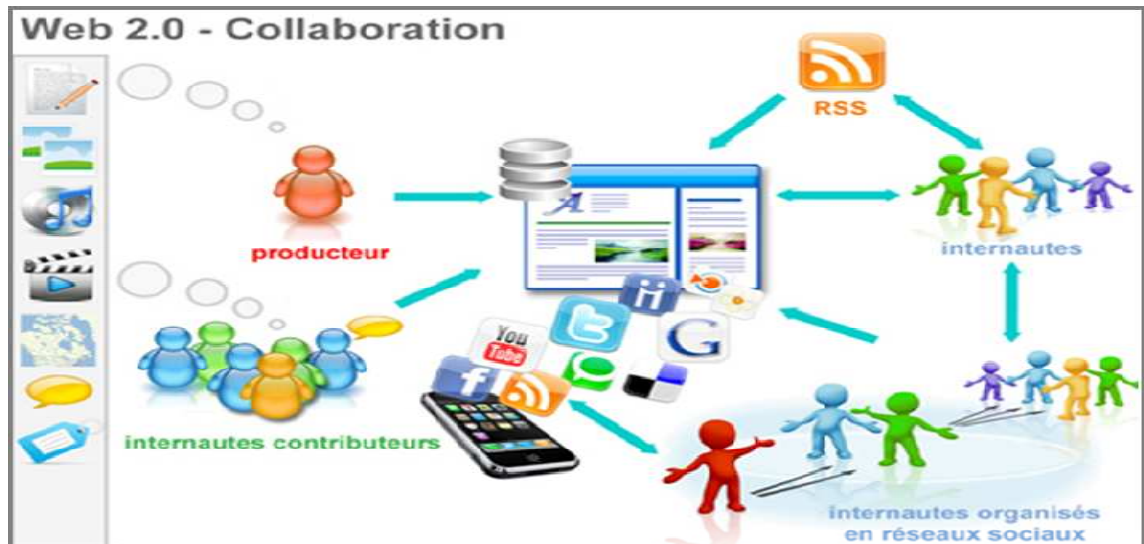 Web 2.0 - Collaboration
RSS
producteur
internautes
You
Tube
internautes contributeurs
internautes organisés
en réseaux sociaux